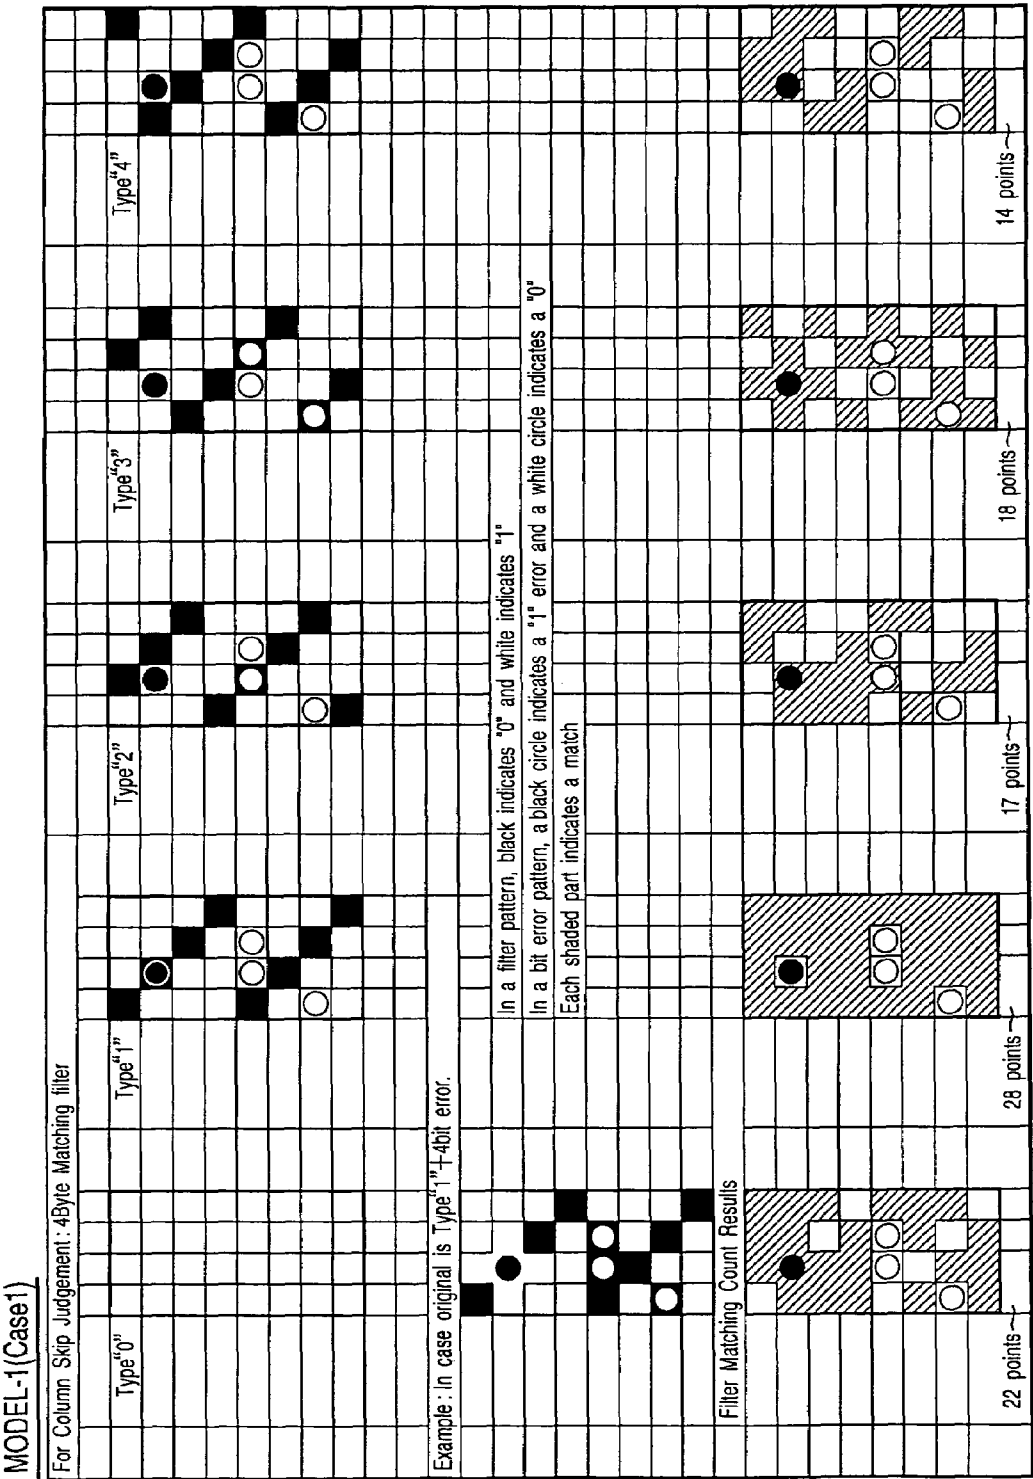 MODEL-1(Case1)
For Column Skip Judgement : 4Byte Matching filter
Type"0"
Type"1"
Type"2"
Type"3"
Type"4"
Example : In case original is Type"1"+4bit error.
In a filter pattern, black indicates "0" and white indicates "1"
In a bit error pattern, a black circle indicates a "1" error and a white circle indicates a "0"
Each shaded part indicates a match
Filter Matching Count Results
22 points
28 points
17 points
18 points
14 points